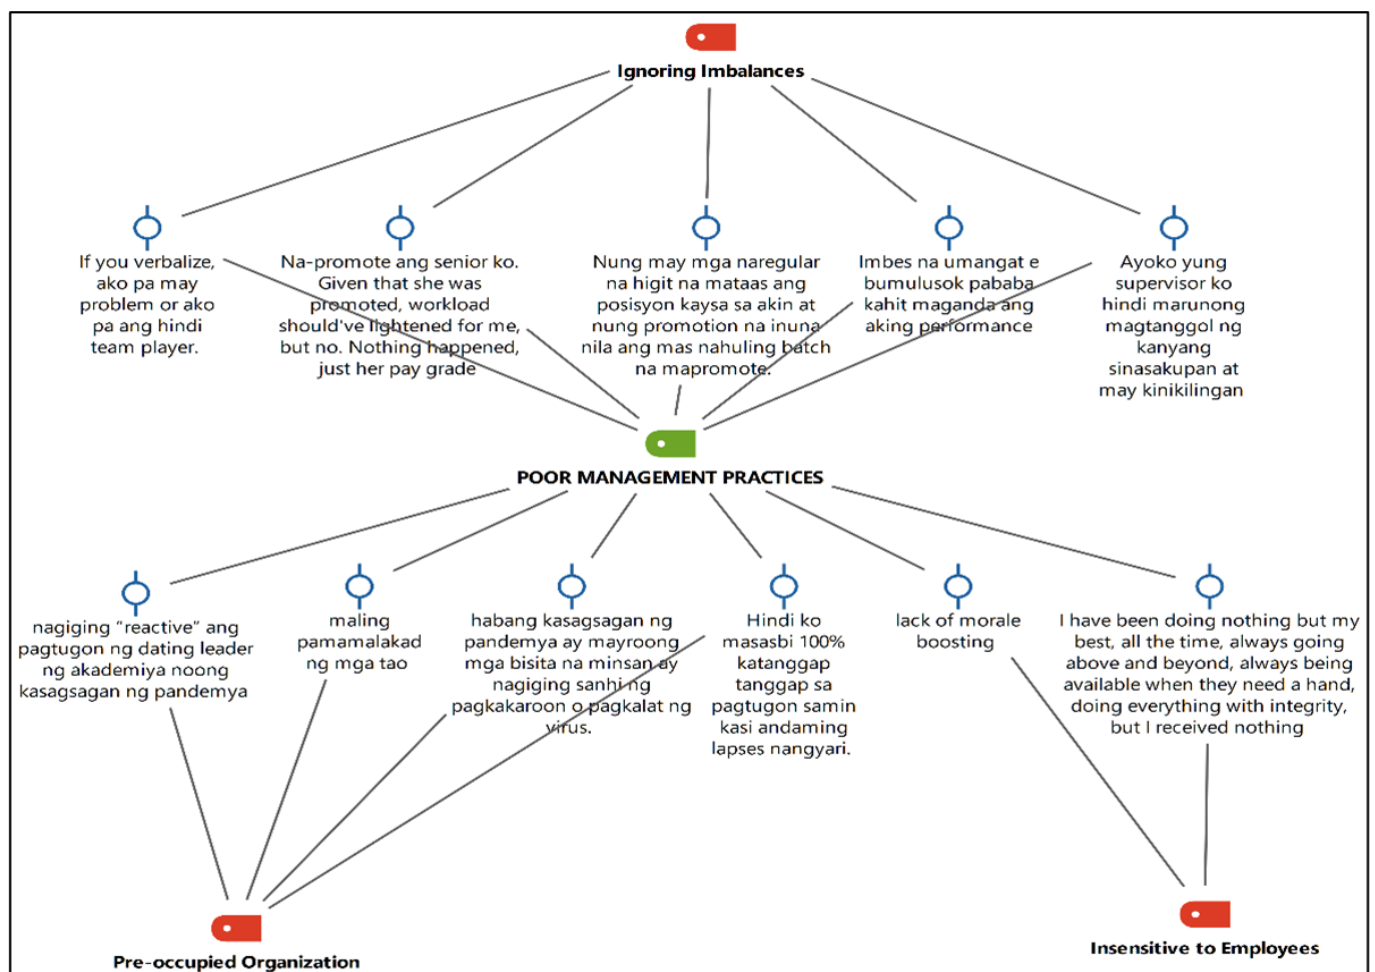 Ignoring Imbalances
If you verbalize,
ako pa may
problem or ako
pa ang hindi
team player.
Na-promote ang senior ko.
Given that she was
promoted, workload
should've lightened for me,
but no. Nothing happened,
just her pay grade
Nung may mga naregular
na higit na mataas ang
posisyon kaysa sa akin at
nung promotion na inuna
nila ang mas nahuling batch
na mapromote.
Imbes na umangat e
bumulusok pababa
kahit maganda ang
aking performance
Ayoko yung
supervisor ko
hindi marunong
magtanggol ng
kanyang
sinasakupan at
may kinikilingan
POOR MANAGEMENT PRACTICES
nagiging "reactive" ang
pagtugon ng dating leader
ng akademiya noong
kasagsagan ng pandemya
maling
pamamalakad
ng mga tao
habang kasagsagan ng
pandemya ay mayroong
mga bisita na minsan ay
nagiging sanhi ng
pagkakaroon o pagkalat ng
virus.
Hindi ko
masasbi 100%
katanggap
tanggap sa
pagtugon samin
kasi andaming
lapses nangyari.
lack of morale
boosting
I have been doing nothing but my
best, all the time, always going
above and beyond, always being
available when they need a hand,
doing everything with integrity,
but I received nothing
Pre-occupied Organization
Insensitive to Employees